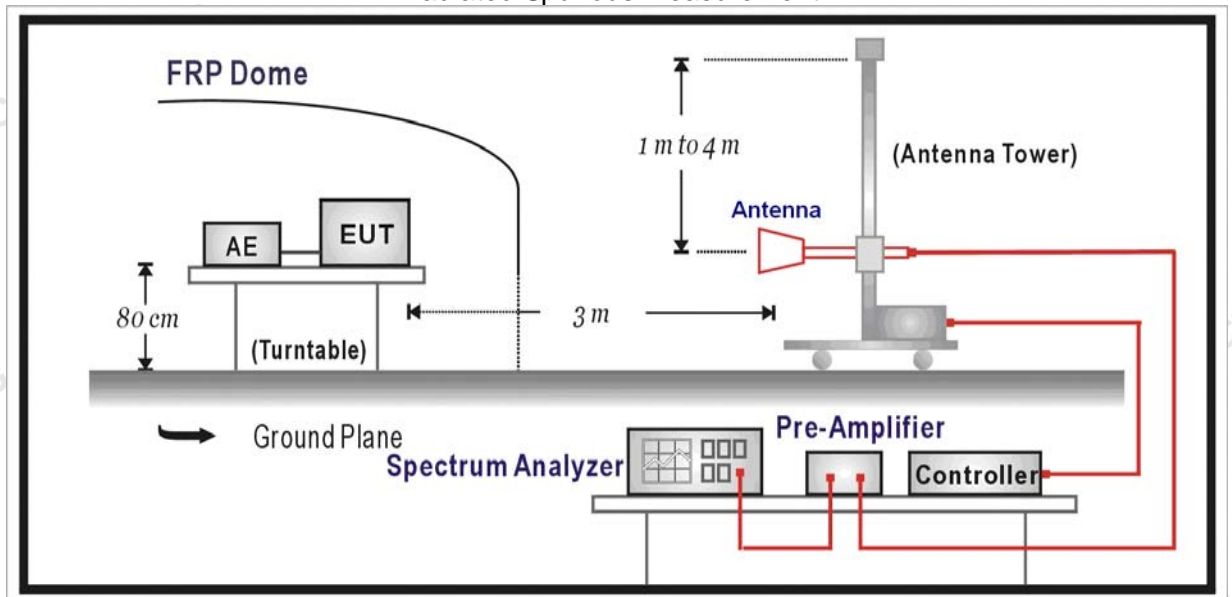 FRP Dome
1 m to 4 m
(Antenna Tower)
Antenna
AE
EUT
80 cm
3 m
(Turntable)
Ground Plane
Pre-Amplifier
Spectrum Analyzer
Controller